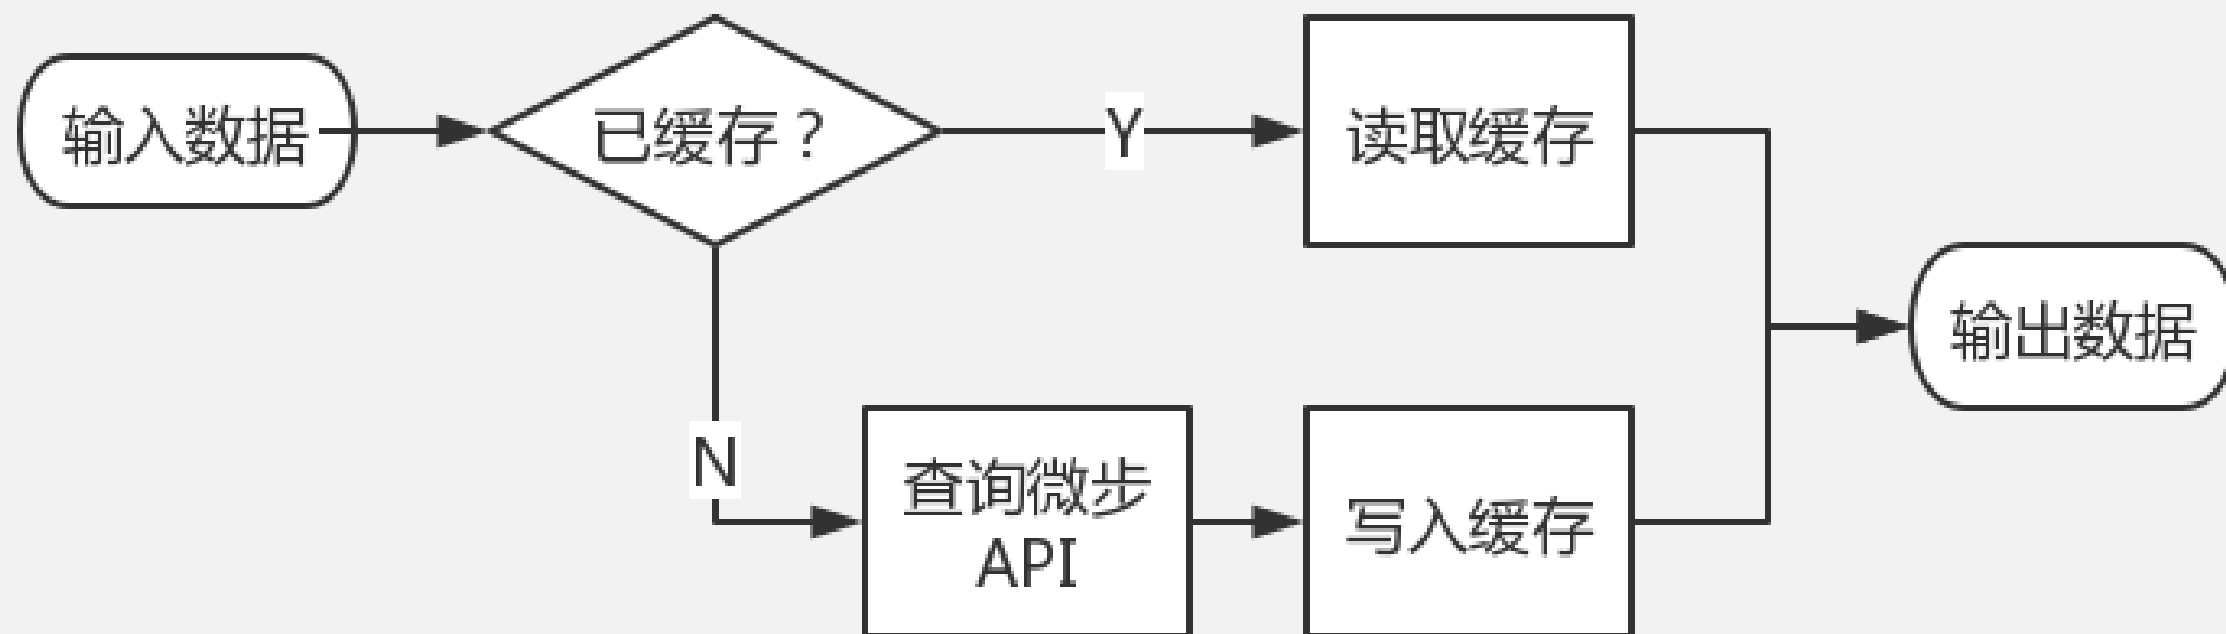 输入数据
已缓存？
Y
读取缓存
输出数据
N
查询微步
API
写入缓存